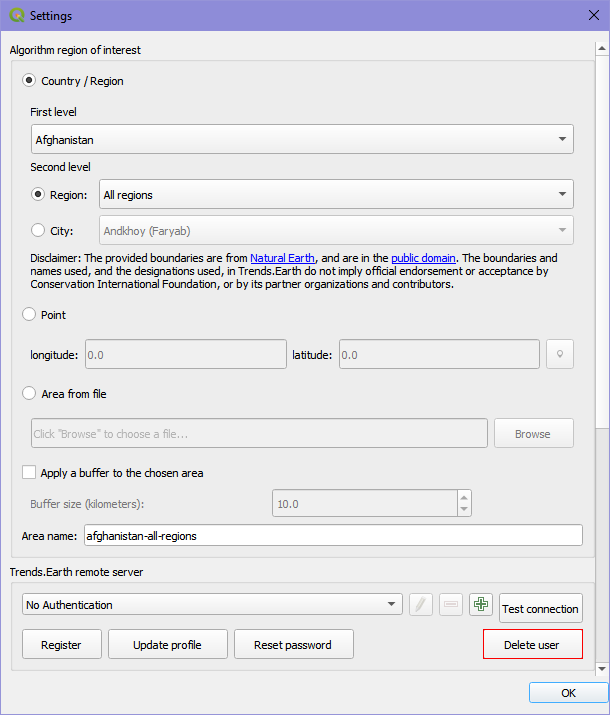 Settings
Algorithm region of interest
Country / Region
First level
Afghanistan
Second level
Region: All regions
City: Andkhoy (Faryab)
Disclaimer: The provided boundaries are from Natural Earth, and are in the public domain. The boundaries and
names used, and the designations used, in Trends.Earth do not imply official endorsement or acceptance by
Conservation International Foundation, or by its partner organizations and contributors.
Point
longitude: 0.0 latitude: 0.0
Area from file
Click "Browse" to choose a file... Browse
Apply a buffer to the chosen area
Buffer size (kilometers): 10.0
Area name: afghanistan-all-regions
Trends.Earth remote server
No Authentication Test connection
Register Update profile Reset password Delete user
OK